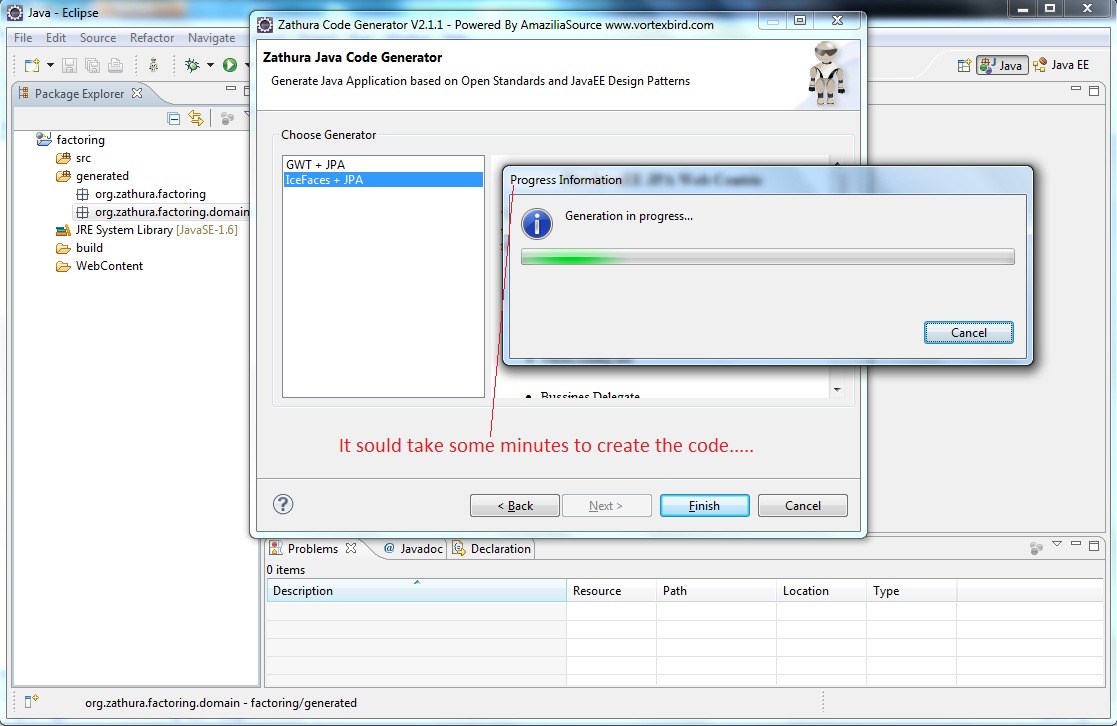 Java - Eclipse
File Edit Source Refactor Navigate
Java Java EE
Package Explorer
factoring
src
generated
org.zathura.factoring
org.zathura.factoring.domain
JRE System Library [JavaSE-1.6]
build
WebContent
Zathura Code Generator V2.1.1 - Powered By AmaziliaSource www.vortexbird.com
Zathura Java Code Generator
Generate Java Application based on Open Standards and JavaEE Design Patterns
Choose Generator
GWT + JPA
IceFaces + JPA
Progress Information
Generation in progress...
Cancel
Bussines Delegate
It sould take some minutes to create the code.....
< Back Next > Finish Cancel
Problems @ Javadoc Declaration
0 items
Description Resource Path Location Type
org.zathura.factoring.domain - factoring/generated